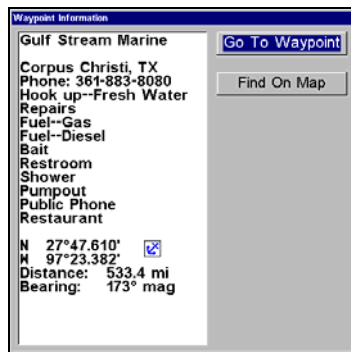 Waypoint Information
Gulf Stream Marine
Go To Waypoint
Corpus Christi, TX
Phone: 361-883-8080
Find On Map
Hook up--Fresh Water
Repairs
Fuel--Gas
Fuel--Diesel
Bait
Restroom
Shower
Pumpout
Public Phone
Restaurant
N 27°47.610'
W 97°23.382'
Distance: 533.4 mi
Bearing: 173° mag